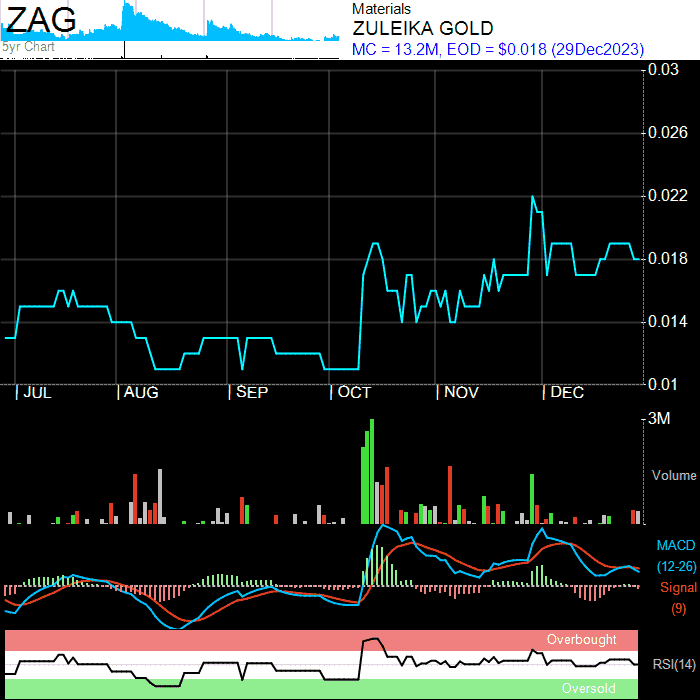 ZAG
5yr Chart
Materials
ZULEIKA GOLD
MC = 13.2M, EOD = $0.018 (29Dec2023)
0.03
0.026
0.022
0.018
0.014
0.01
JUL AUG SEP OCT NOV DEC
3M
Volume
MACD
(12-26)
Signal
(9)
Overbought
RSI(14)
Oversold